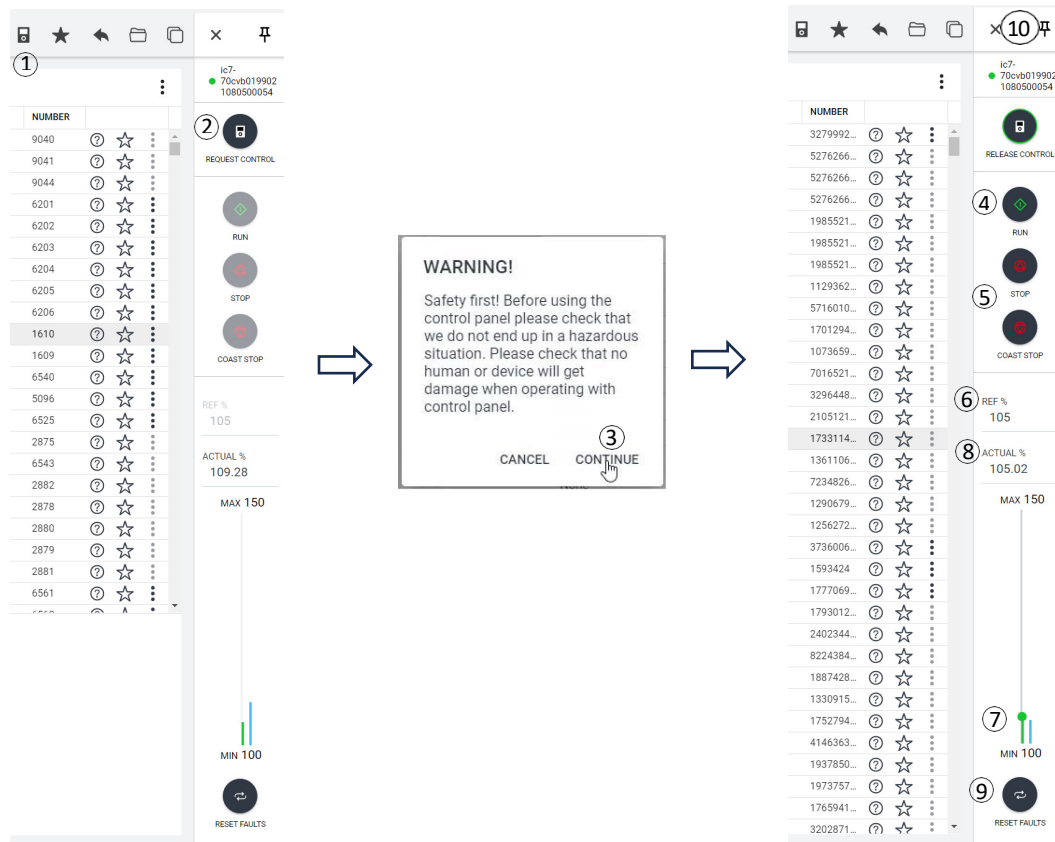 1
ic7-
70cvb019902
1080500054
NUMBER
9040
9041
9044
6201
6202
6203
6204
6205
6206
1610
1609
6540
5096
6525
2875
6543
2882
2878
2880
2879
2881
6561
2
REQUEST CONTROL
RUN
STOP
COAST STOP
REF %
105
ACTUAL %
109.28
MAX 150
MIN 100
RESET FAULTS
WARNING!
Safety first! Before using the
control panel please check that
we do not end up in a hazardous
situation. Please check that no
human or device will get
damage when operating with
control panel.
3
CANCEL CONTINUE
10
ic7-
70cvb019902
1080500054
NUMBER
3279992...
5276266...
5276266...
5276266...
1985521...
1985521...
1985521...
1129362...
5716010...
1701294...
1073659...
7016521...
3296448...
2105121...
1733114...
1361106...
7234826...
1290679...
1256272...
3736006...
1593424
1777069...
1793012...
2402344...
8224384...
1887428...
1330915...
1752794...
4146363...
1937850...
1973757...
1765941...
3202871...
RELEASE CONTROL
4
RUN
5
STOP
COAST STOP
6
REF %
105
8
ACTUAL %
105.02
MAX 150
7
MIN 100
9
RESET FAULTS